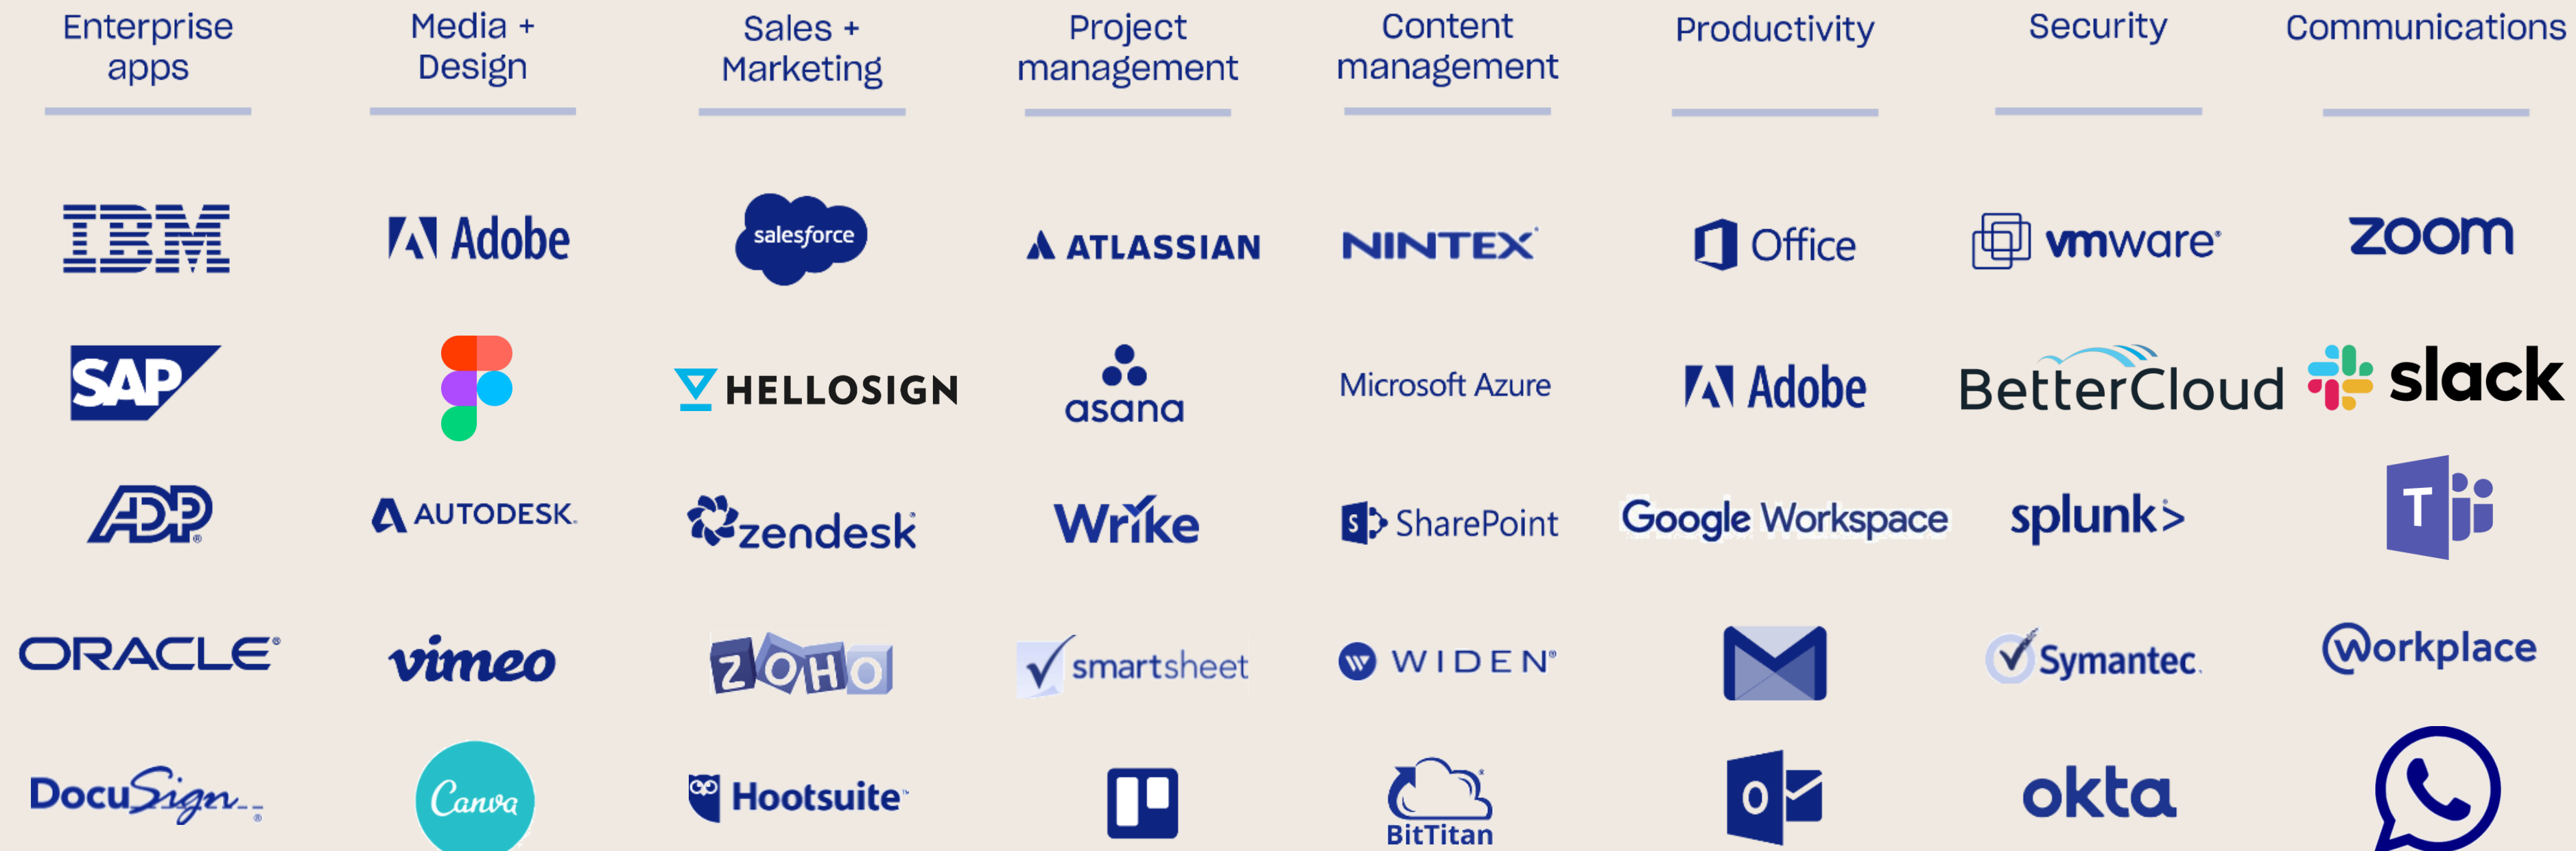 Enterprise
apps
Media +
Design
Sales +
Marketing
Project
management
Content
management
Productivity
Security
Communications
IBM
Adobe
salesforce
ATLASSIAN
NINTEX
Office
vmware
zoom
SAP
HELLOSIGN
asana
Microsoft Azure
Adobe
BetterCloud
slack
ADP
AUTODESK
zendesk
Wrike
S SharePoint
Google Workspace
splunk>
T
ORACLE
vimeo
ZOHO
smartsheet
W WIDEN
Symantec
Workplace
DocuSign
Canva
Hootsuite
BitTitan
O
okta